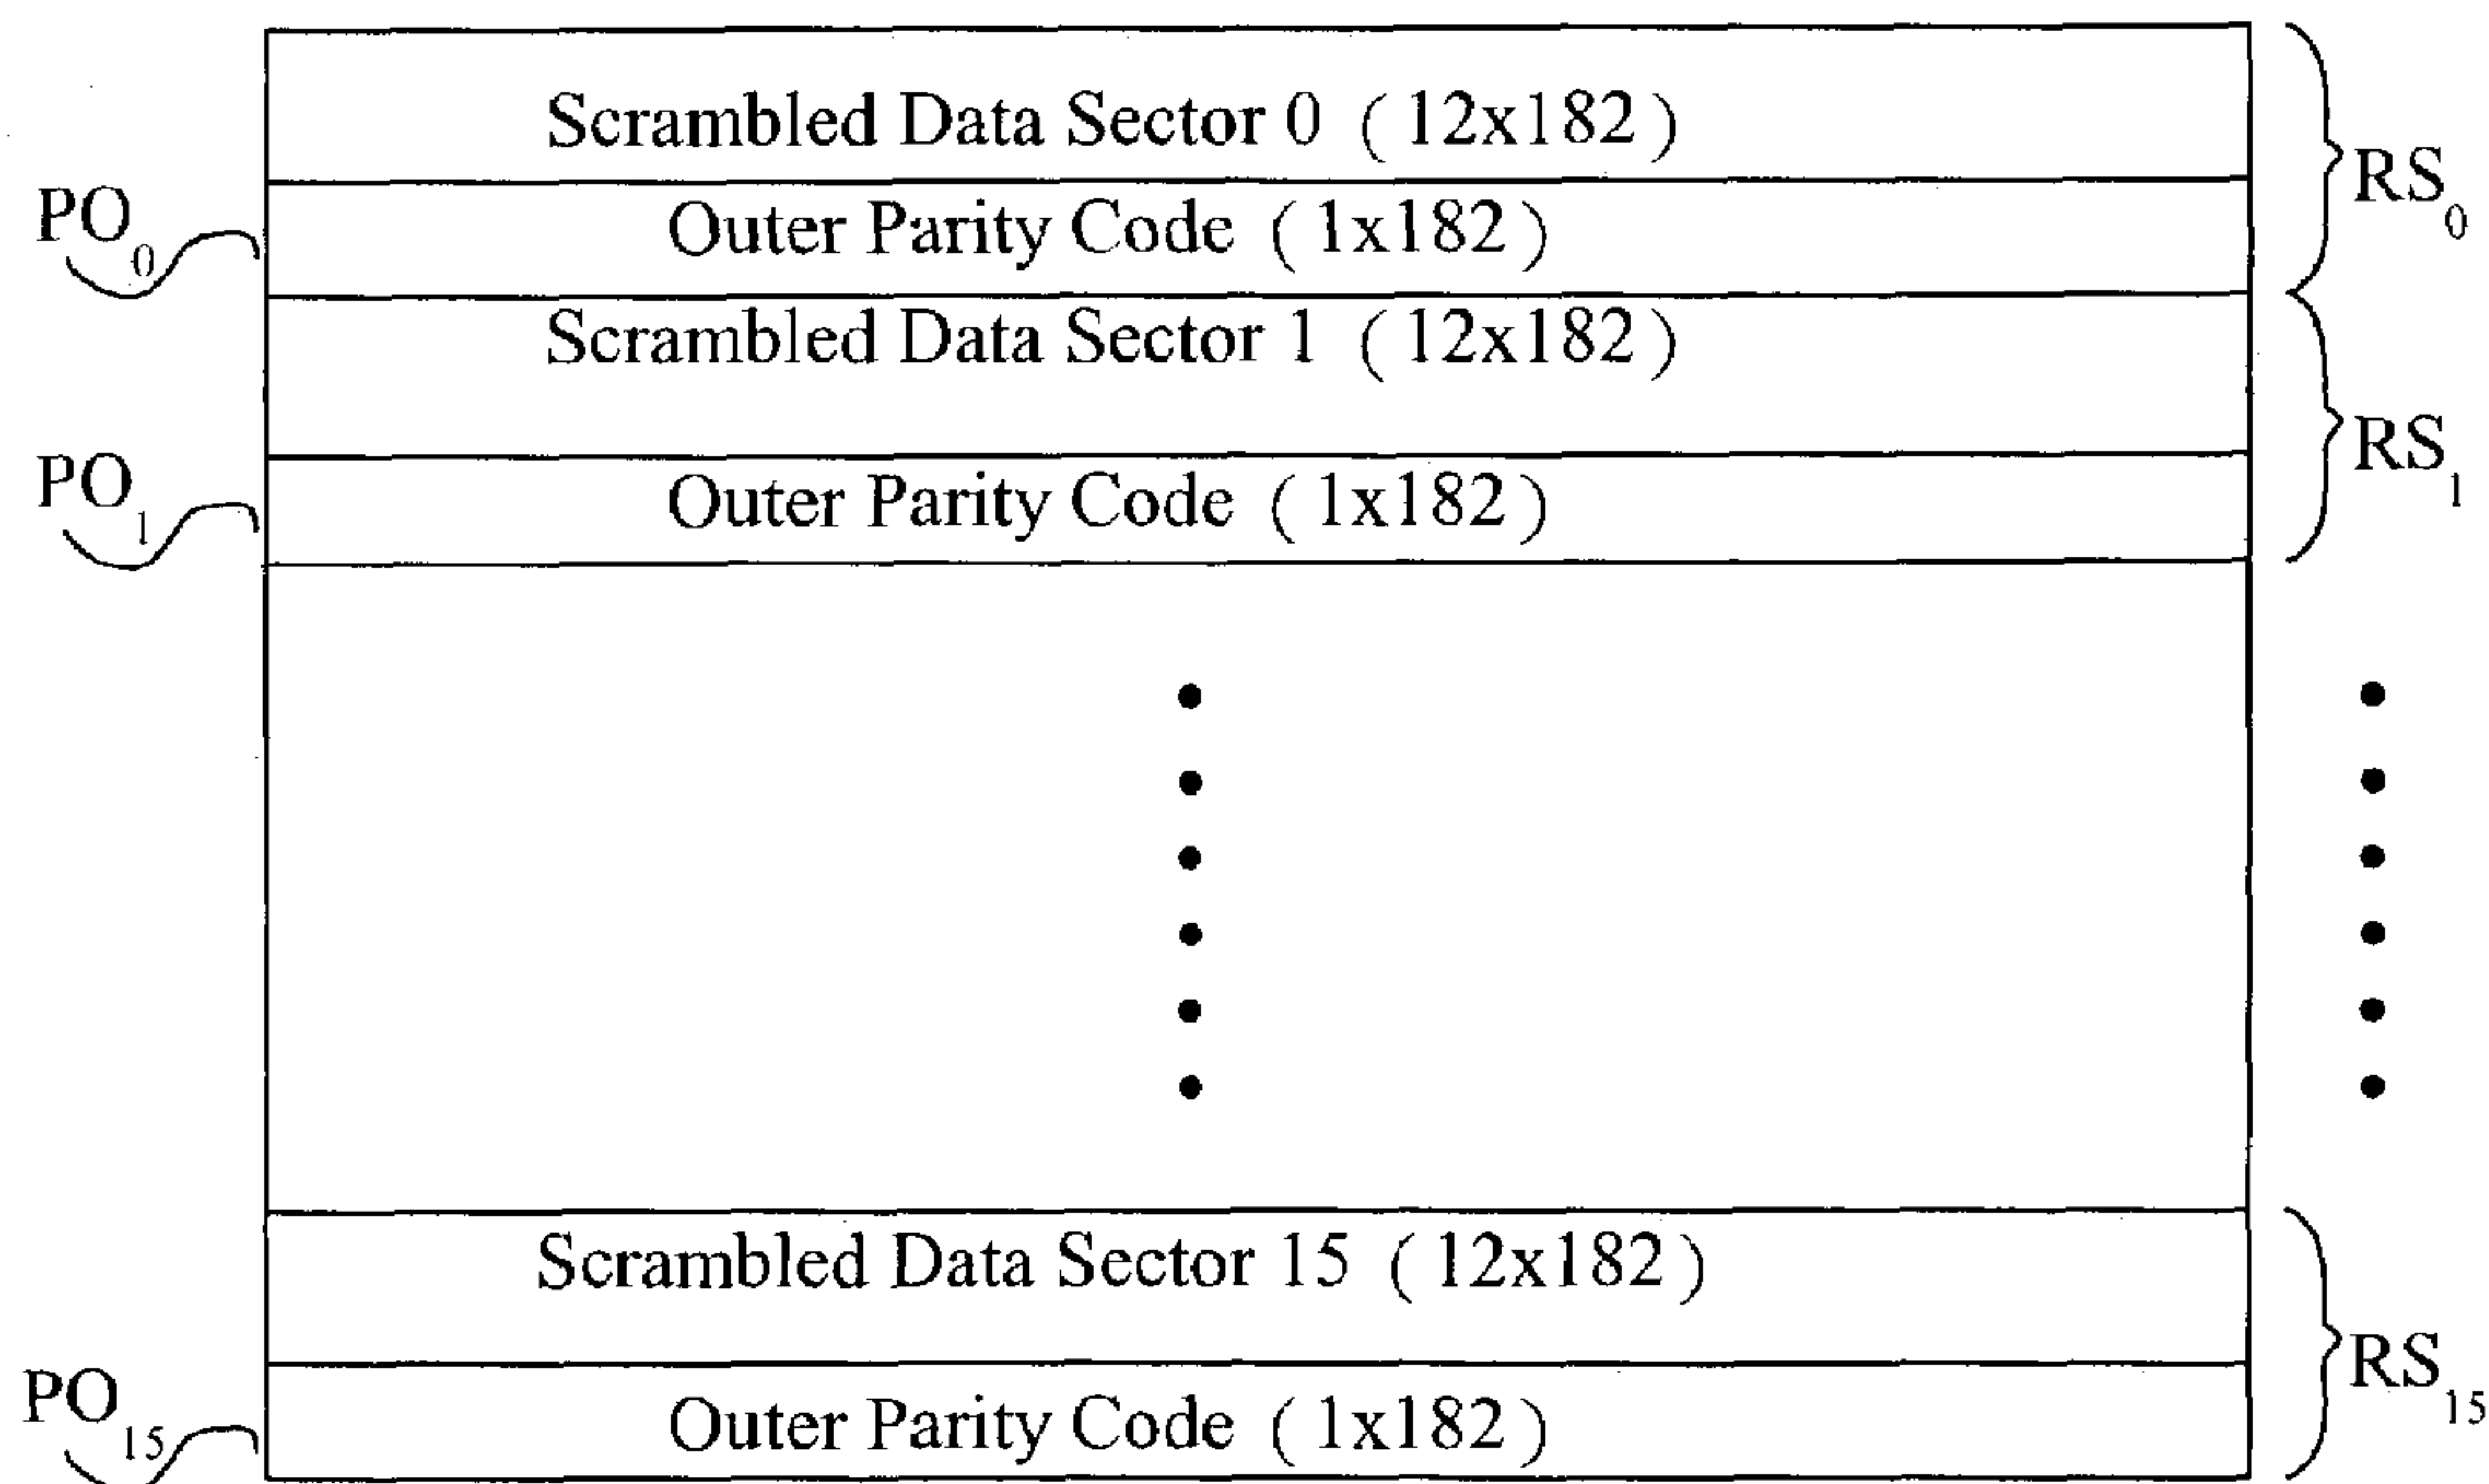 Scrambled Data Sector 0 (12x182)
RS0
PO0
Outer Parity Code (1x182)
Scrambled Data Sector 1 (12x182)
RS1
PO1
Outer Parity Code (1x182)
Scrambled Data Sector 15 (12x182)
RS15
PO15
Outer Parity Code (1x182)